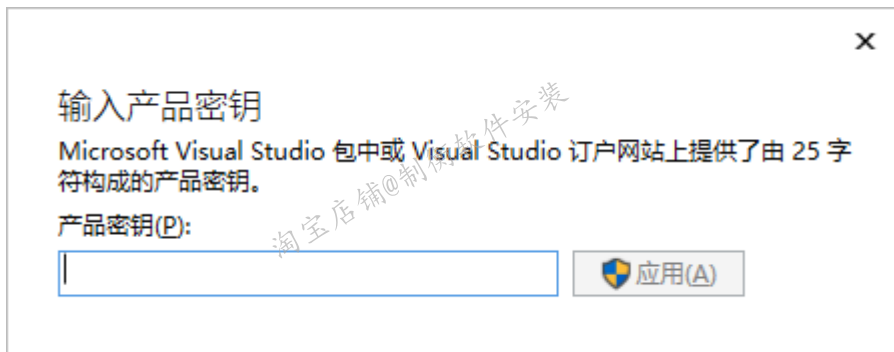 输入产品密钥
Microsoft Visual Studio 包中或 Visual Studio 订户网站上提供了由 25 字
符构成的产品密钥。
产品密钥(P):
应用(A)
淘宝店铺@制衡软件安装